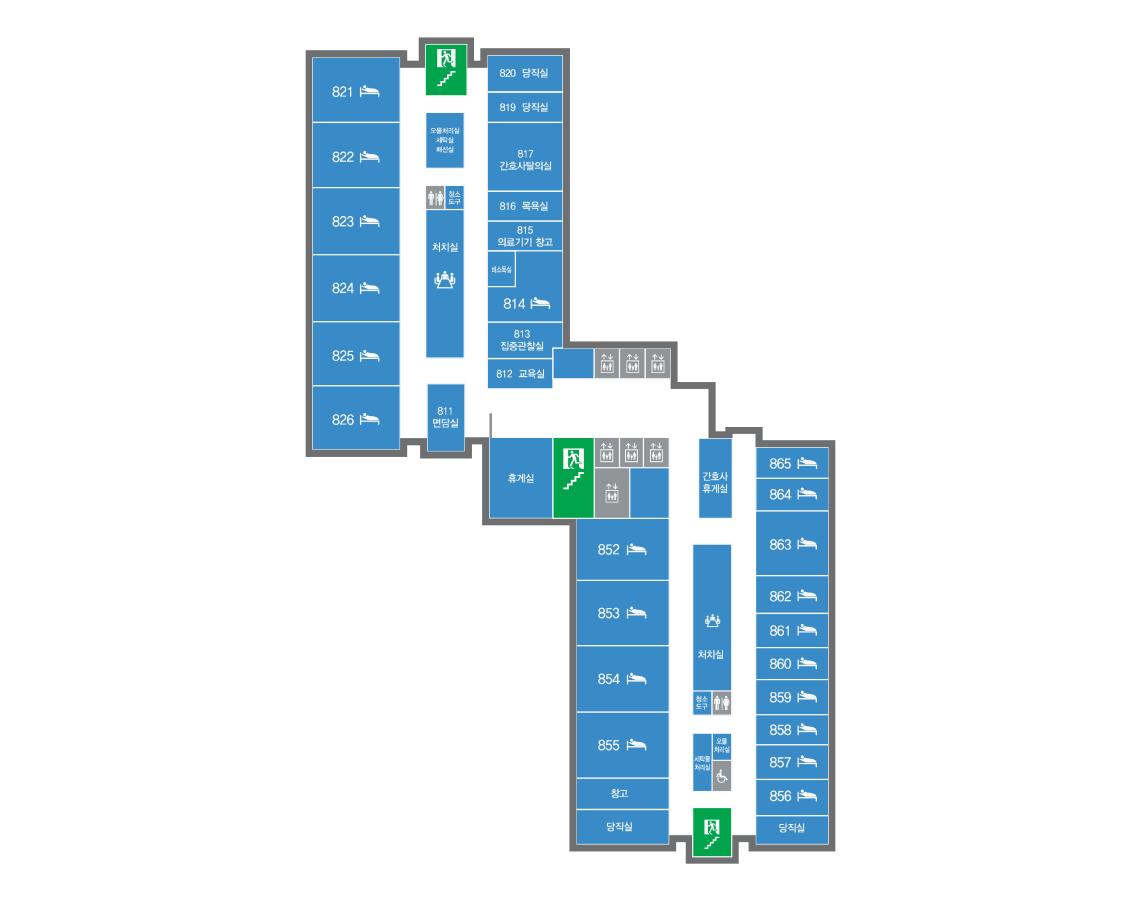 821
822
823
824
825
826
오물처리실
세탁실
배선실
청소
도구
처치실
811
면담실
820 당직실
819 당직실
817
간호사탈의실
816 목욕실
815
의료기기 창고
814
813
집중관찰실
812 교육실
휴게실
852
853
854
855
창고
당직실
간호사
휴게실
처치실
청소
도구
세탁물
처리실
오물
처리실
865
864
863
862
861
860
859
858
857
856
당직실